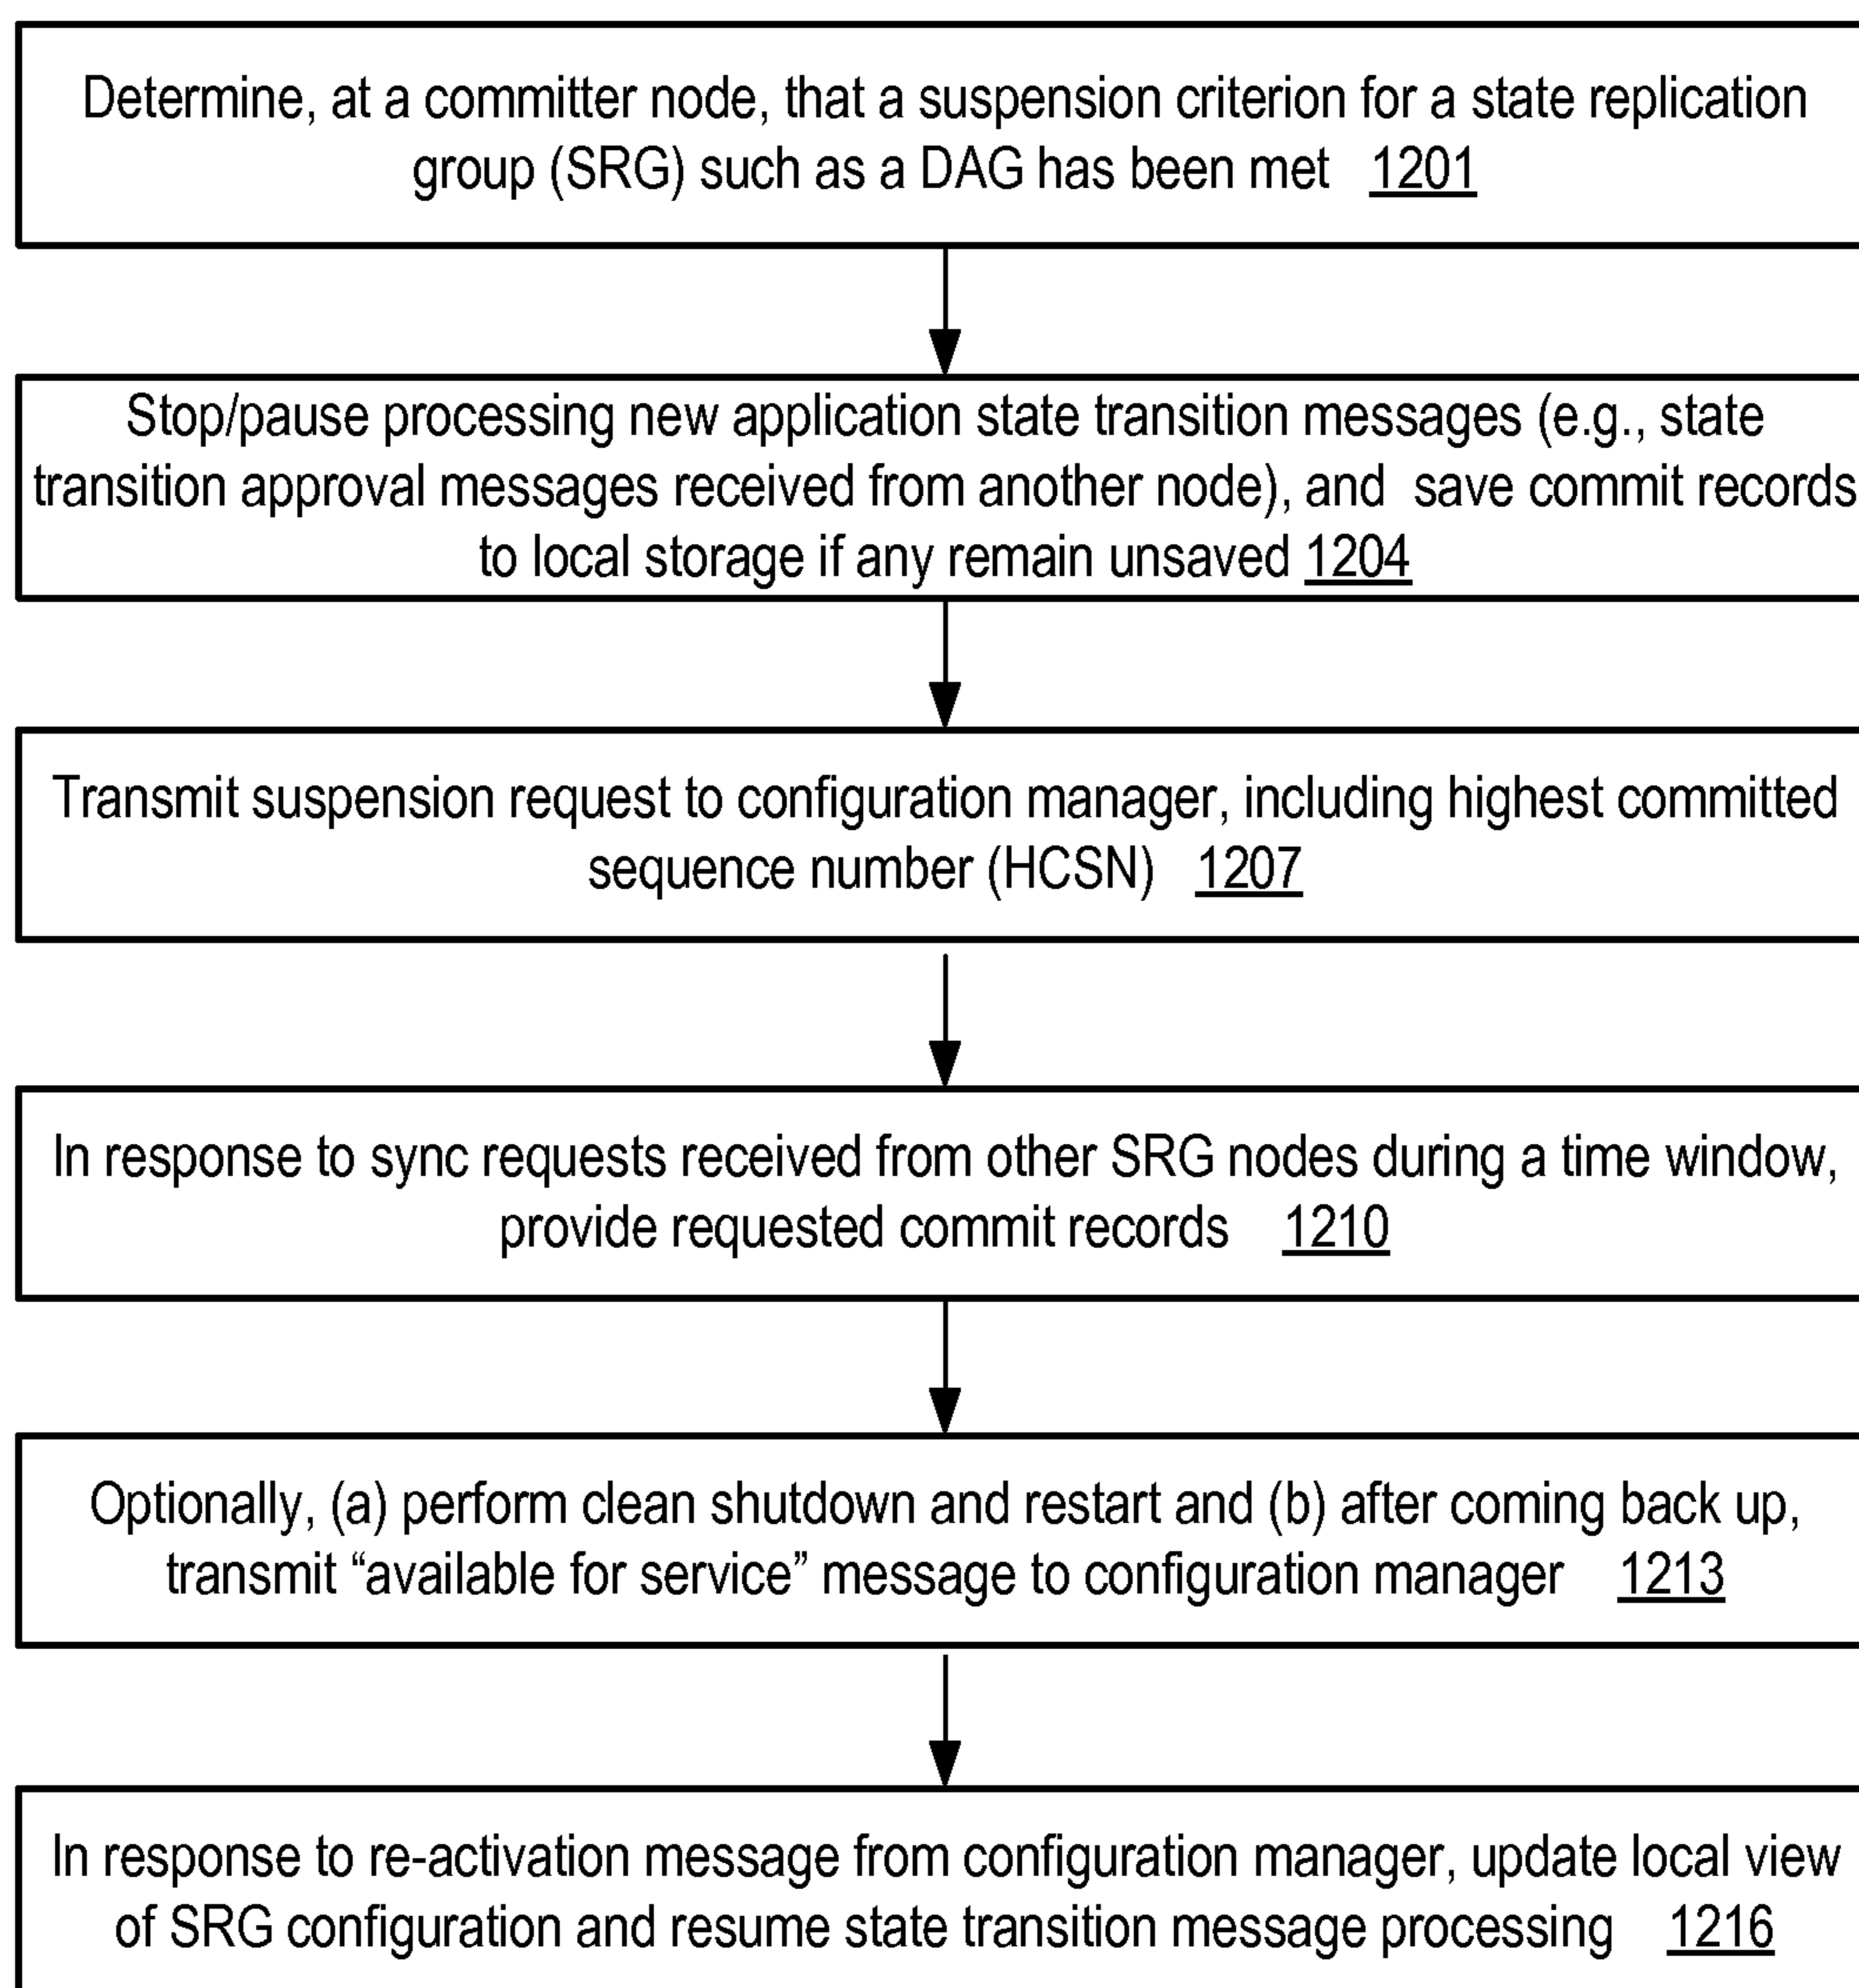 Determine, at a committer node, that a suspension criterion for a state replication
group (SRG) such as a DAG has been met 1201
Stop/pause processing new application state transition messages (e.g., state
transition approval messages received from another node), and save commit records
to local storage if any remain unsaved 1204
Transmit suspension request to configuration manager, including highest committed
sequence number (HCSN) 1207
In response to sync requests received from other SRG nodes during a time window,
provide requested commit records 1210
Optionally, (a) perform clean shutdown and restart and (b) after coming back up,
transmit “available for service” message to configuration manager 1213
In response to re-activation message from configuration manager, update local view
of SRG configuration and resume state transition message processing 1216